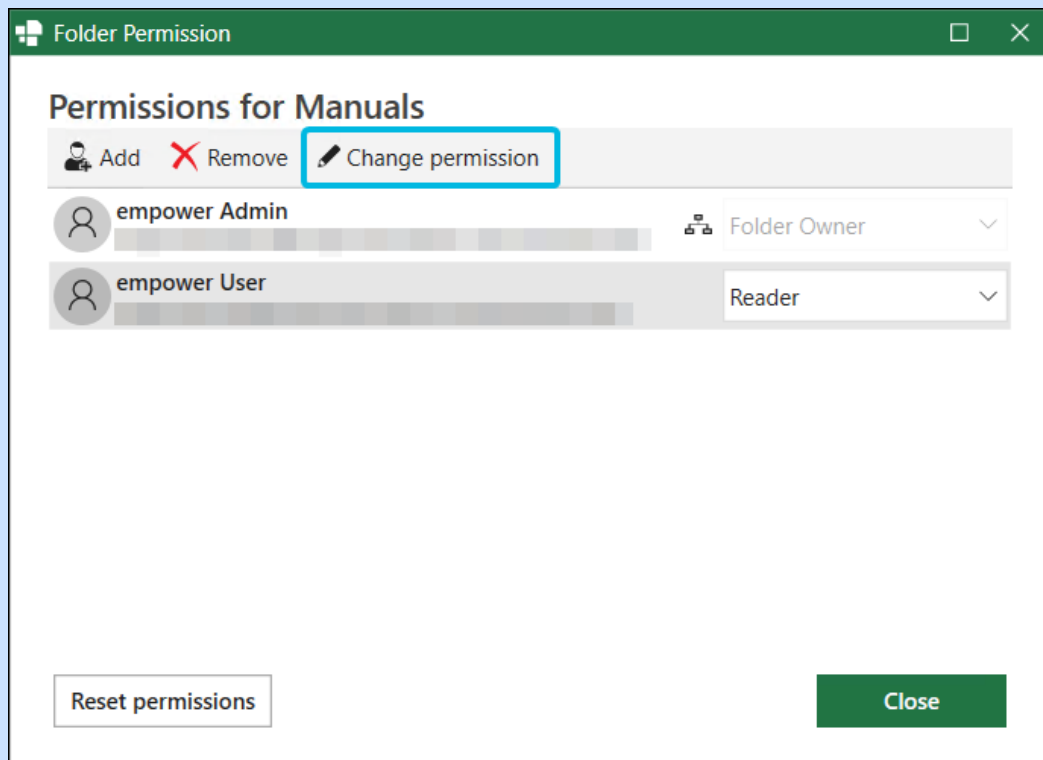 Folder Permission
Permissions for Manuals
Add Remove Change permission
empower Admin
Folder Owner
empower User
Reader
Reset permissions Close